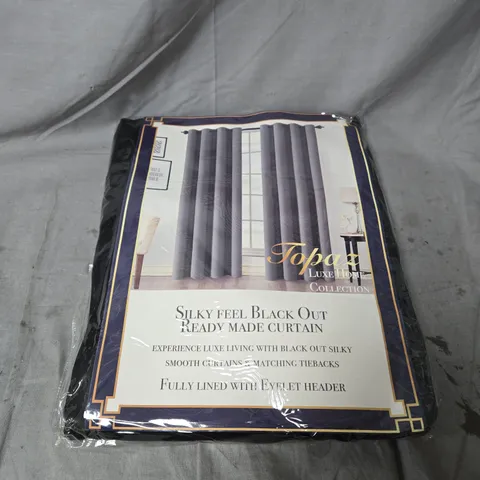 Topaz
Luxe Home
Collection
Silky feel Black Out
Ready made curtain
experience luxe living with black out silky
smooth curtains & matching tiebacks
Fully lined with Eyelet header